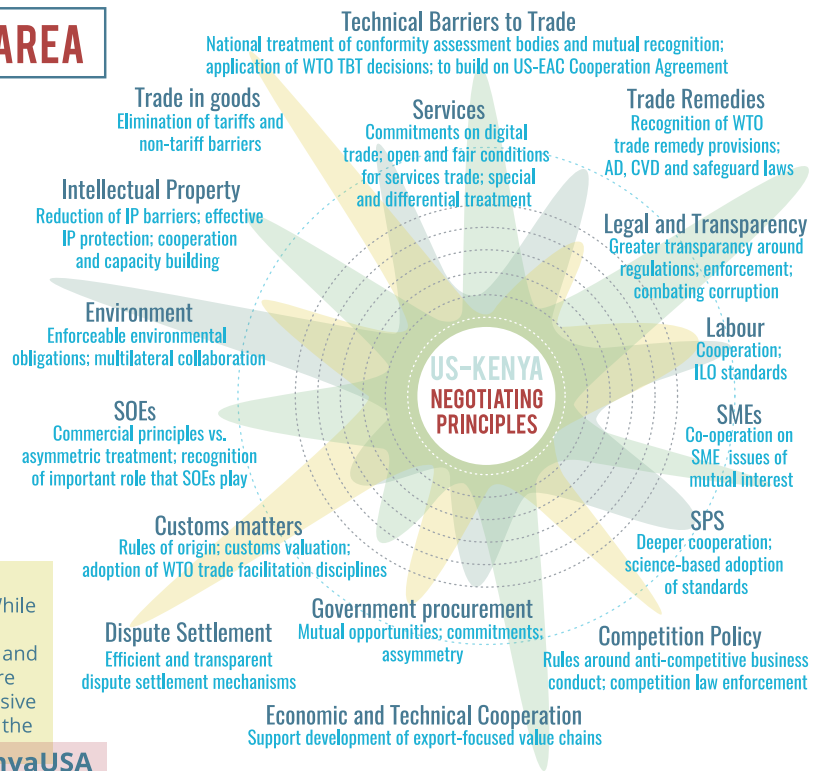 AREA
Technical Barriers to Trade
National treatment of conformity assessment bodies and mutual recognition;
application of WTO TBT decisions; to build on US-EAC Cooperation Agreement
Trade in goods
Elimination of tariffs and
non-tariff barriers
Services
Commitments on digital
trade; open and fair conditions
for services trade; special
and differential treatment
Trade Remedies
Recognition of WTO
trade remedy provisions;
AD, CVD and safeguard laws
Intellectual Property
Reduction of IP barriers; effective
IP protection; cooperation
and capacity building
Legal and Transparency
Greater transparancy around
regulations; enforcement;
combating corruption
Environment
Enforceable environmental
obligations; multilateral collaboration
Labour
Cooperation;
ILO standards
US-KENYA
NEGOTIATING
PRINCIPLES
SOEs
Commercial principles vs.
asymmetric treatment; recognition
of important role that SOEs play
SMEs
Co-operation on
SME issues of
mutual interest
Customs matters
Rules of origin; customs valuation;
adoption of WTO trade facilitation disciplines
SPS
Deeper cooperation;
science-based adoption
of standards
Government procurement
Mutual opportunities; commitments;
assymmetry
Dispute Settlement
Efficient and transparent
dispute settlement mechanisms
Competition Policy
Rules around anti-competitive business
conduct; competition law enforcement
Economic and Technical Cooperation
Support development of export-focused value chains
While
and
the